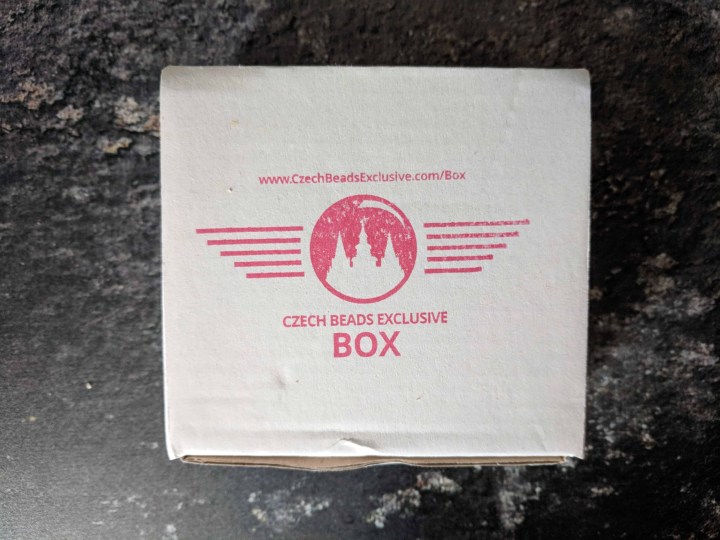 www.CzechBeadsExclusive.com/Box
CZECH BEADS EXCLUSIVE
BOX